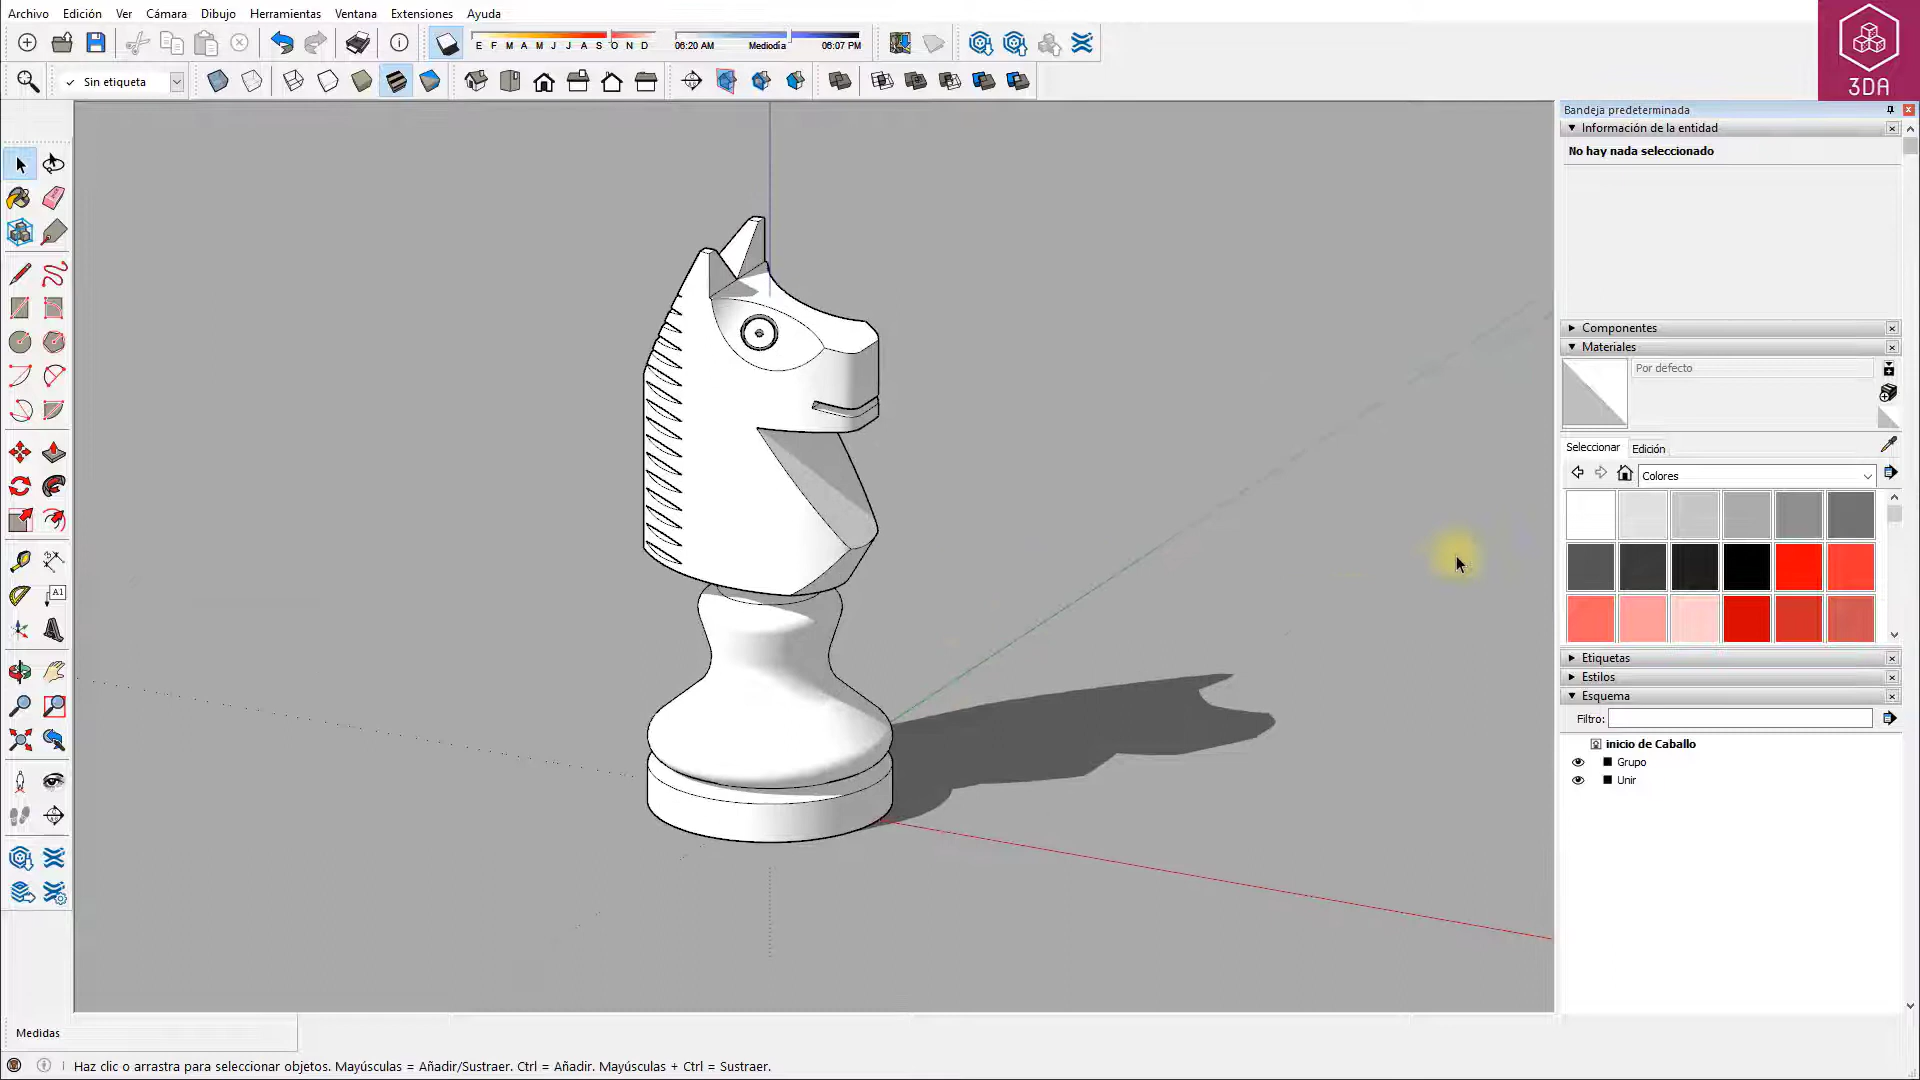 Archivo Edición Ver Cámara Dibujo Herramientas Ventana Extensiones Ayuda
E F M A M J J A S O N D
06:20 AM Mediodía 06:07 PM
Sin etiqueta
3DA
Bandeja predeterminada
Información de la entidad
No hay nada seleccionado
Componentes
Materiales
Por defecto
Seleccionar Edición
Colores
A1
Etiquetas
Estilos
Esquema
Filtro:
inicio de Caballo
Grupo
Unir
Medidas
Haz clic o arrastra para seleccionar objetos. Mayúsculas = Añadir/Sustraer. Ctrl = Añadir. Mayúsculas + Ctrl = Sustraer.